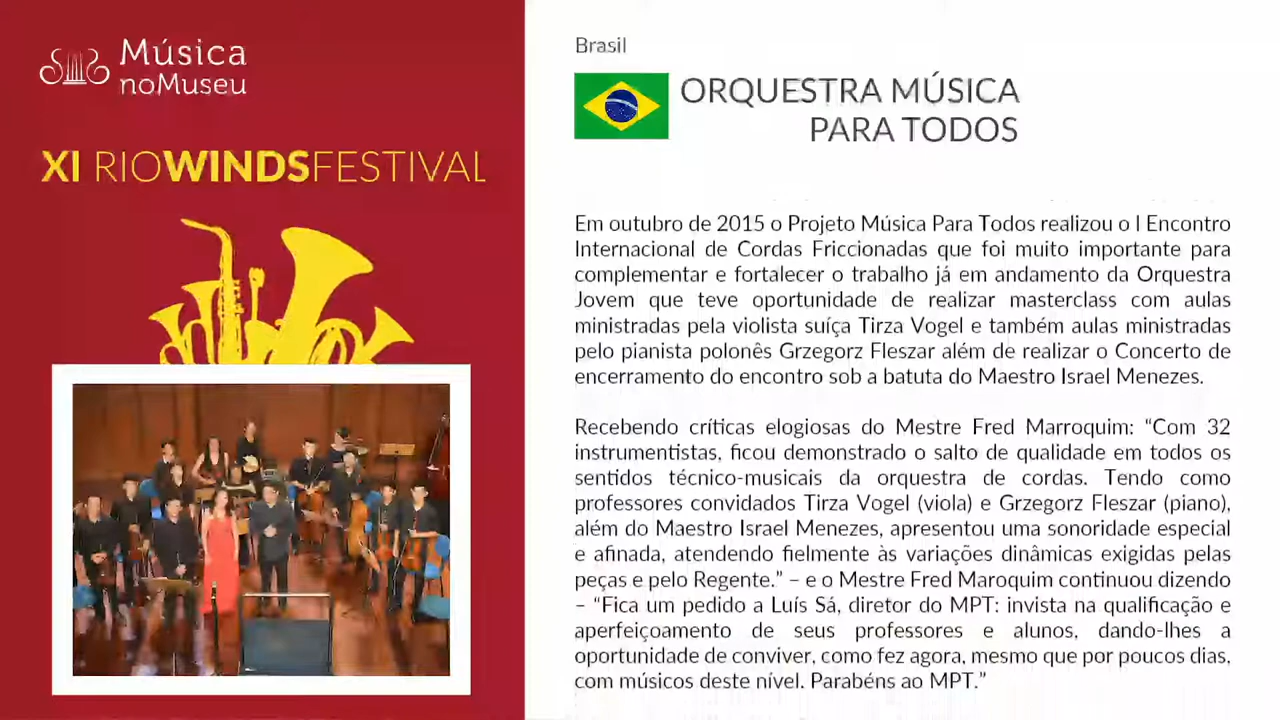 Música
noMuseu
XI RIOWINDSFESTIVAL
Brasil
ORQUESTRA MÚSICA
PARA TODOS
Em outubro de 2015 o Projeto Música Para Todos realizou o I Encontro
Internacional de Cordas Friccionadas que foi muito importante para
complementar e fortalecer o trabalho já em andamento da Orquestra
Jovem que teve oportunidade de realizar masterclass com aulas
ministradas pela violista suíça Tirza Vogel e também aulas ministradas
pelo pianista polonês Grzegorz Fleszar além de realizar o Concerto de
encerramento do encontro sob a batuta do Maestro Israel Menezes.
Recebendo críticas elogiosas do Mestre Fred Marroquim: “Com 32
instrumentistas, ficou demonstrado o salto de qualidade em todos os
sentidos técnico-musicais da orquestra de cordas. Tendo como
professores convidados Tirza Vogel (viola) e Grzegorz Fleszar (piano),
além do Maestro Israel Menezes, apresentou uma sonoridade especial
e afinada, atendendo fielmente às variações dinâmicas exigidas pelas
peças e pelo Regente.” – e o Mestre Fred Maroquim continuou dizendo
– “Fica um pedido a Luís Sá, diretor do MPT: invista na qualificação e
aperfeiçoamento de seus professores e alunos, dando-lhes a
oportunidade de conviver, como fez agora, mesmo que por poucos dias,
com músicos deste nível. Parabéns ao MPT.”